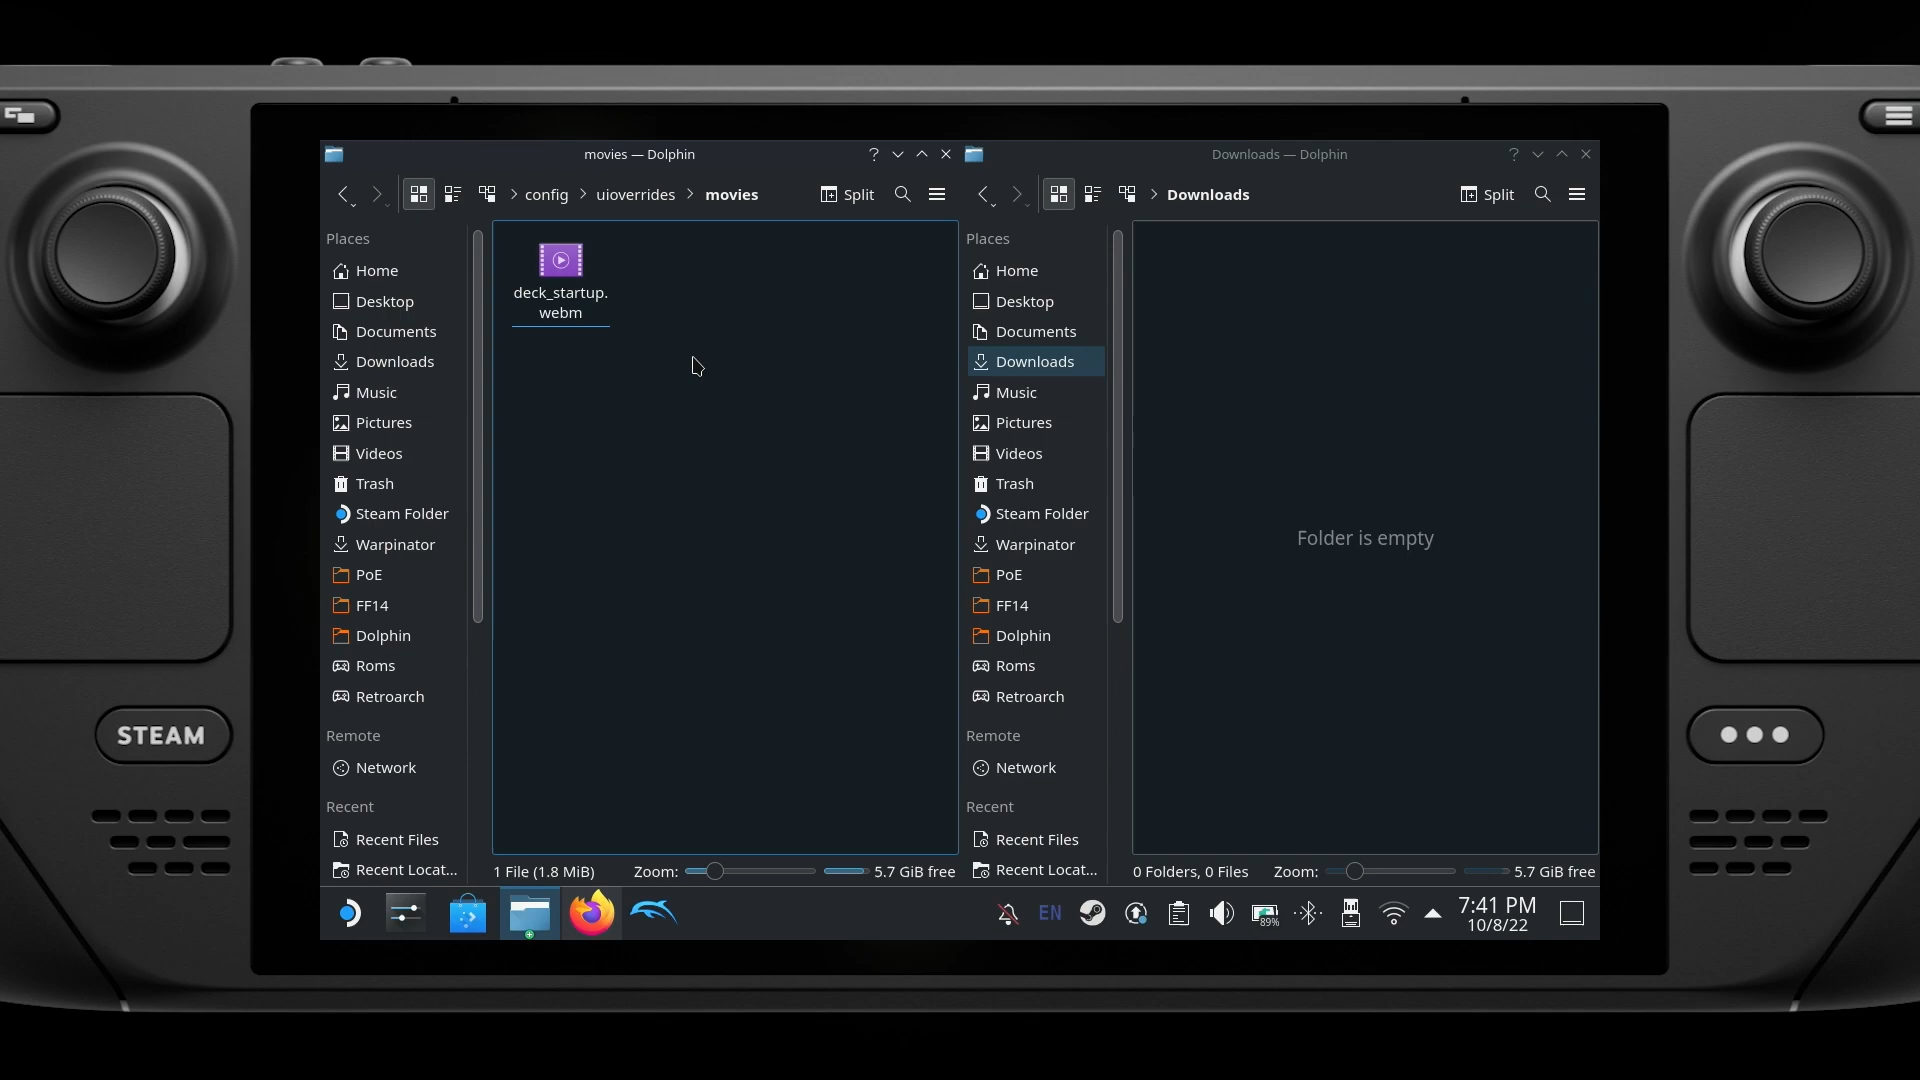 movies — Dolphin
config
uioverrides
movies
Split
Places
Home
Desktop
Documents
Downloads
Music
Pictures
Videos
Trash
Steam Folder
Warpinator
PoE
FF14
Dolphin
Roms
Retroarch
Remote
Network
Recent
Recent Files
Recent Locat...
deck_startup.
webm
1 File (1.8 MiB)
Zoom:
5.7 GiB free
Downloads — Dolphin
Downloads
Split
Places
Home
Desktop
Documents
Downloads
Music
Pictures
Videos
Trash
Steam Folder
Warpinator
PoE
FF14
Dolphin
Roms
Retroarch
Remote
Network
Recent
Recent Files
Recent Locat...
Folder is empty
0 Folders, 0 Files
Zoom:
5.7 GiB free
EN
89%
7:41 PM
10/8/22
STEAM